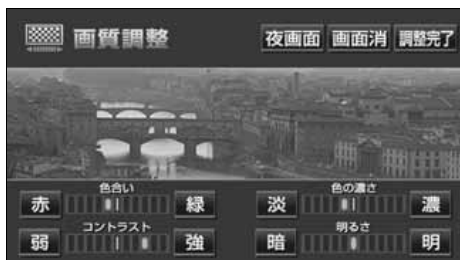 画質調整 夜画面 画面消 調整完了
色合い 色の濃さ
赤 緑 淡 濃
コントラスト 明るさ
弱 強 暗 明